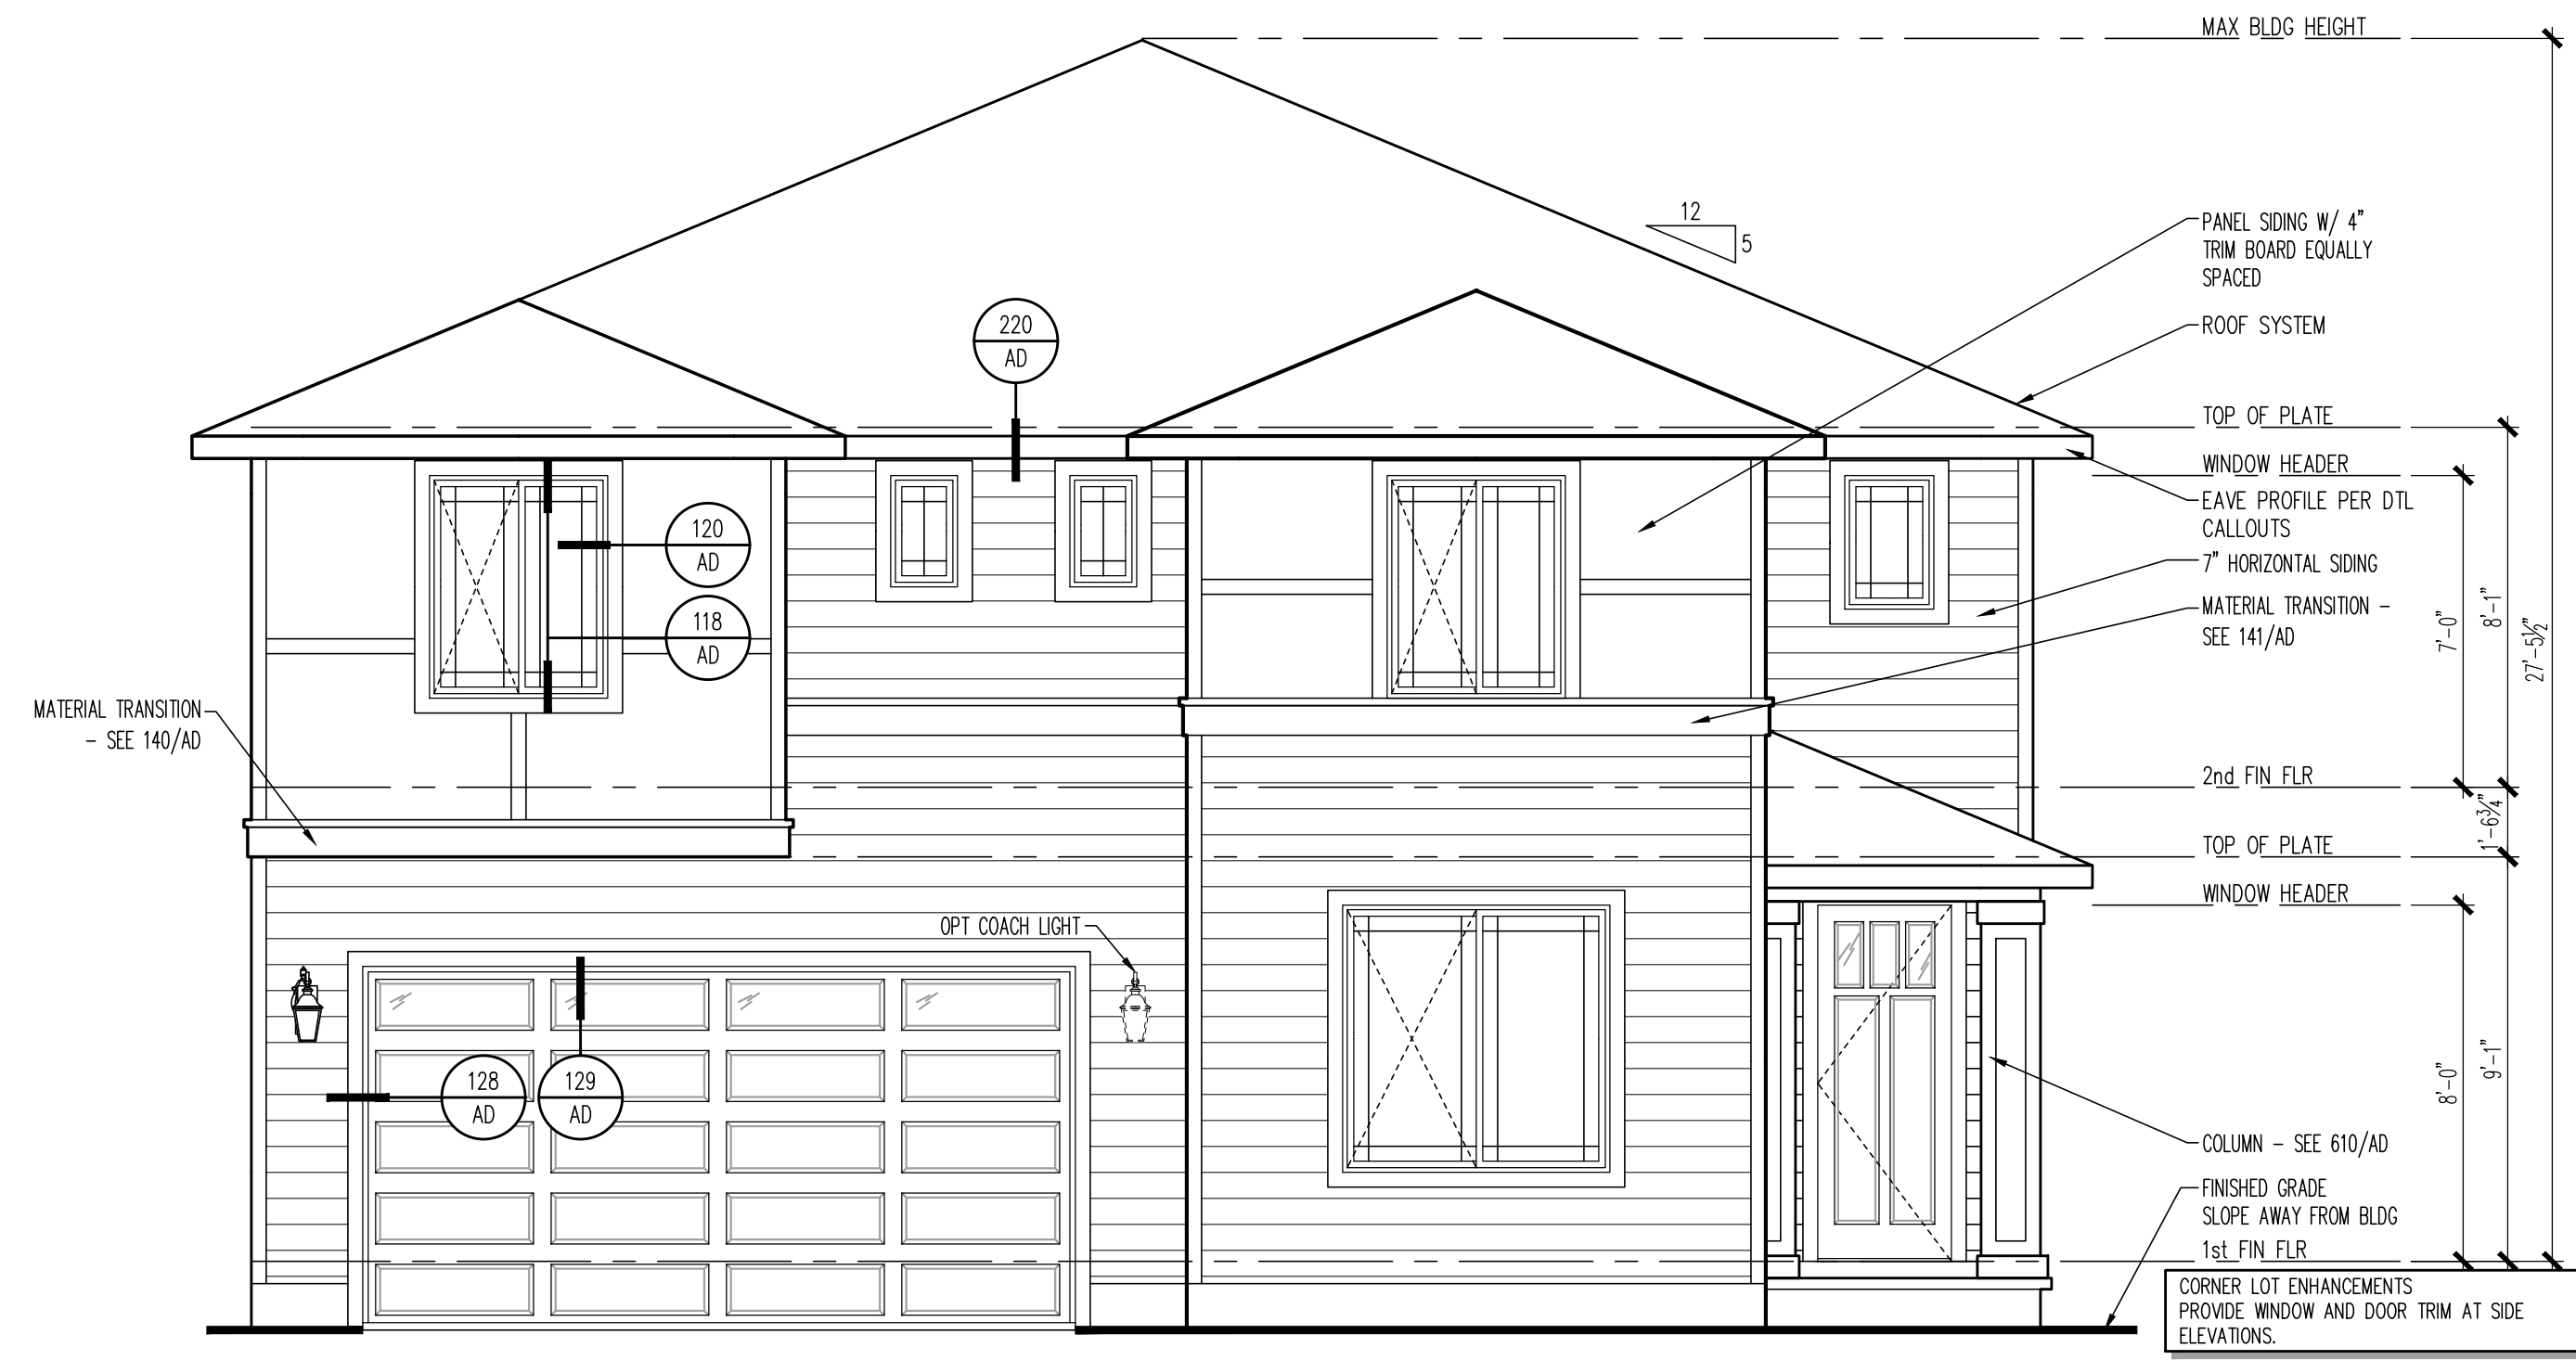 MAX BLDG HEIGHT
12
5
PANEL SIDING W/ 4"
TRIM BOARD EQUALLY
SPACED
ROOF SYSTEM
220
AD
TOP OF PLATE
WINDOW HEADER
EAVE PROFILE PER DTL
CALLOUTS
120
AD
7" HORIZONTAL SIDING
MATERIAL TRANSITION -
SEE 141/AD
118
AD
7'-0"
8'-1"
27'-5½"
MATERIAL TRANSITION
- SEE 140/AD
2nd FIN FLR
1'-6¾"
TOP OF PLATE
WINDOW HEADER
OPT COACH LIGHT
128
AD
129
AD
8'-0"
9'-1"
COLUMN - SEE 610/AD
FINISHED GRADE
SLOPE AWAY FROM BLDG
1st FIN FLR
CORNER LOT ENHANCEMENTS
PROVIDE WINDOW AND DOOR TRIM AT SIDE
ELEVATIONS.